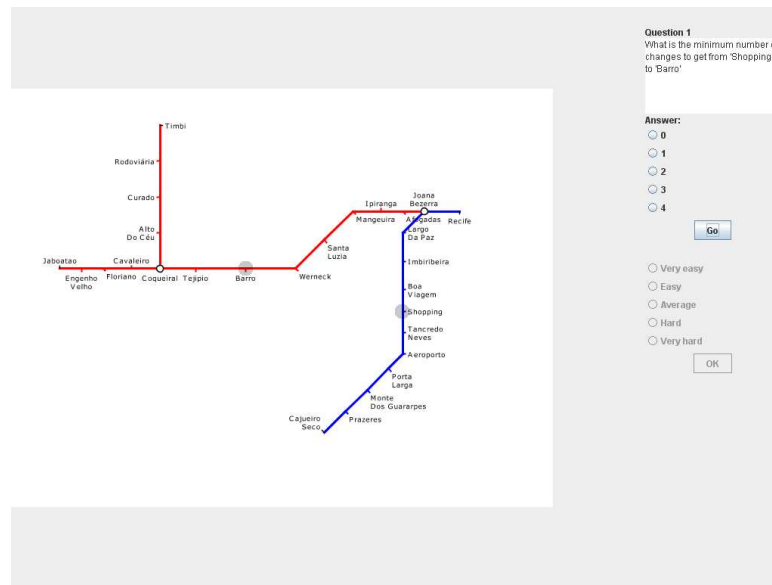 Question 1
What is the minimum number
changes to get from 'Shopping
to 'Barro'
Answer:
0
1
2
3
4
Go
Very easy
Easy
Average
Hard
Very hard
OK
Timbi
Rodoviária
Curado
Alto
Do Céu
Jaboatao
Engenho
Velho
Floriano
Cavaleiro
Coqueiral
Tejipio
Barro
Werneck
Santa
Luzia
Mangeuira
Ipiranga
Afogadas
Joana
Bezerra
Recife
Largo
Da Paz
Imbiribeira
Boa
Viagem
Shopping
Tancredo
Neves
Aeroporto
Porta
Larga
Monte
Dos Guararpes
Prazeres
Cajueiro
Seco